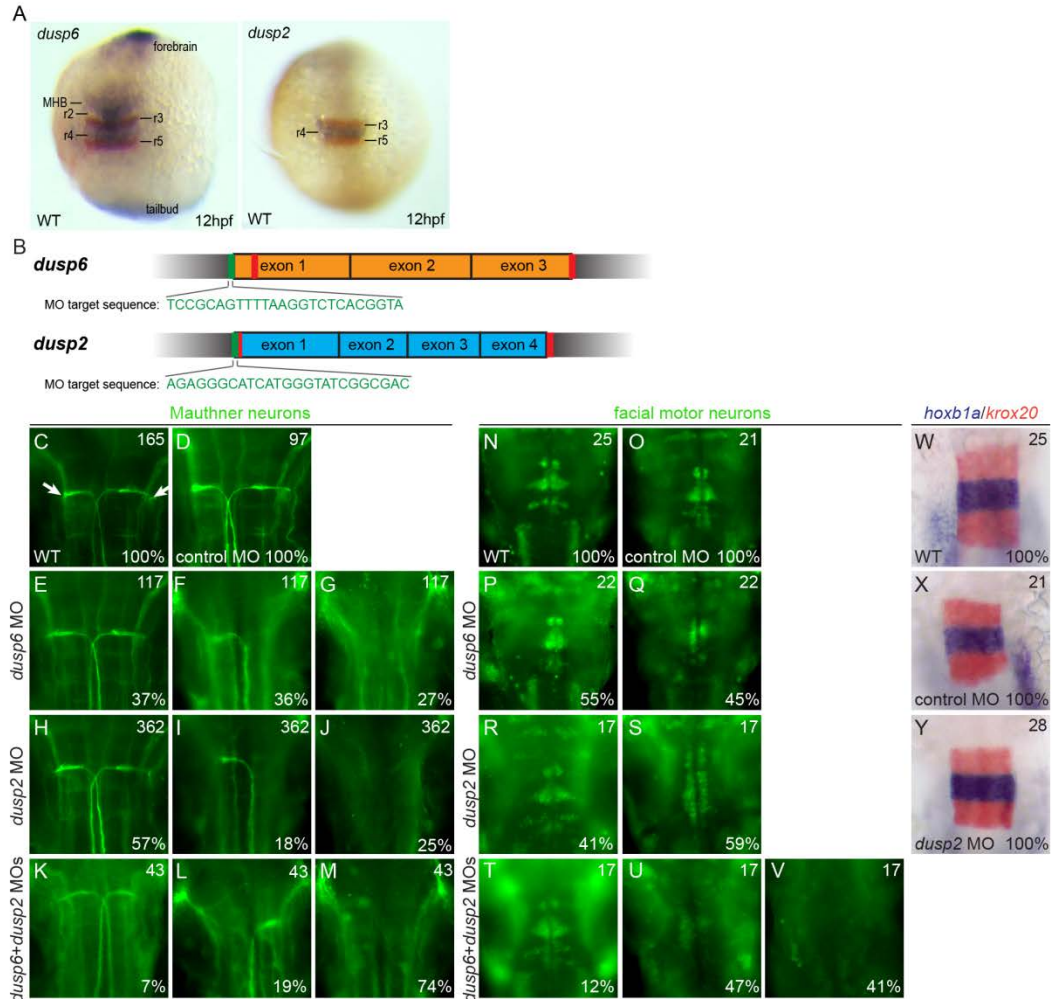 A
dusp6
forebrain
MHB
r2
r3
r4
r5
tailbud
WT
12hpf
dusp2
r3
r4
r5
WT
12hpf
B
dusp6
exon 1
exon 2
exon 3
MO target sequence: TCCGCAGTTTTAAGGTCTCACGGTA
dusp2
exon 1
exon 2
exon 3
exon 4
MO target sequence: AGAGGGCATCATGGGTATCGGCGAC
Mauthner neurons
facial motor neurons
hoxb1a/krox20
C 165
WT 100%
D 97
control MO 100%
N 25
WT 100%
O 21
control MO 100%
W 25
WT 100%
dusp6 MO
E 117
37%
F 117
36%
G 117
27%
dusp6 MO
P 22
55%
Q 22
45%
X 21
control MO 100%
dusp2 MO
H 362
57%
I 362
18%
J 362
25%
dusp2 MO
R 17
41%
S 17
59%
Y 28
dusp2 MO 100%
dusp6+dusp2 MOs
K 43
7%
L 43
19%
M 43
74%
dusp6+dusp2 MOs
T 17
12%
U 17
47%
V 17
41%